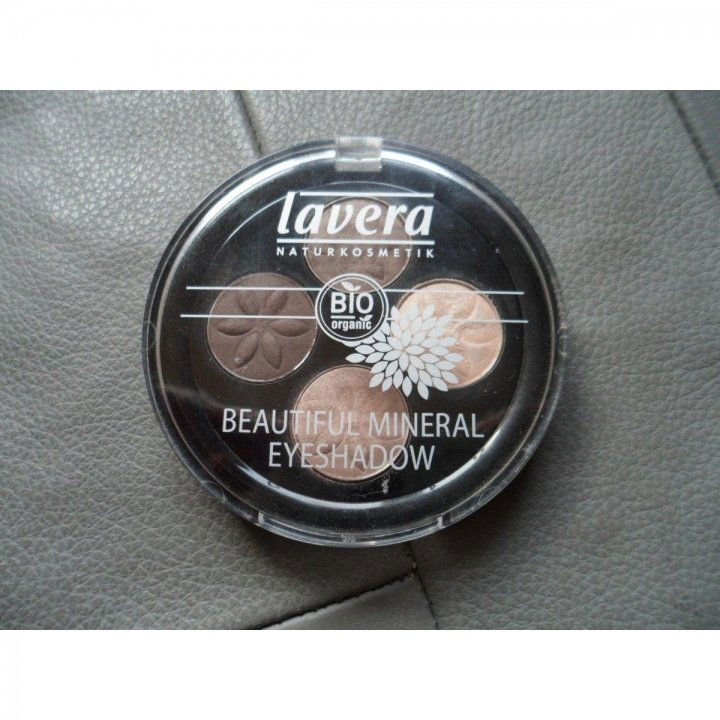 lavera
NATURKOSMETIK
BIO
organic
BEAUTIFUL MINERAL
EYESHADOW